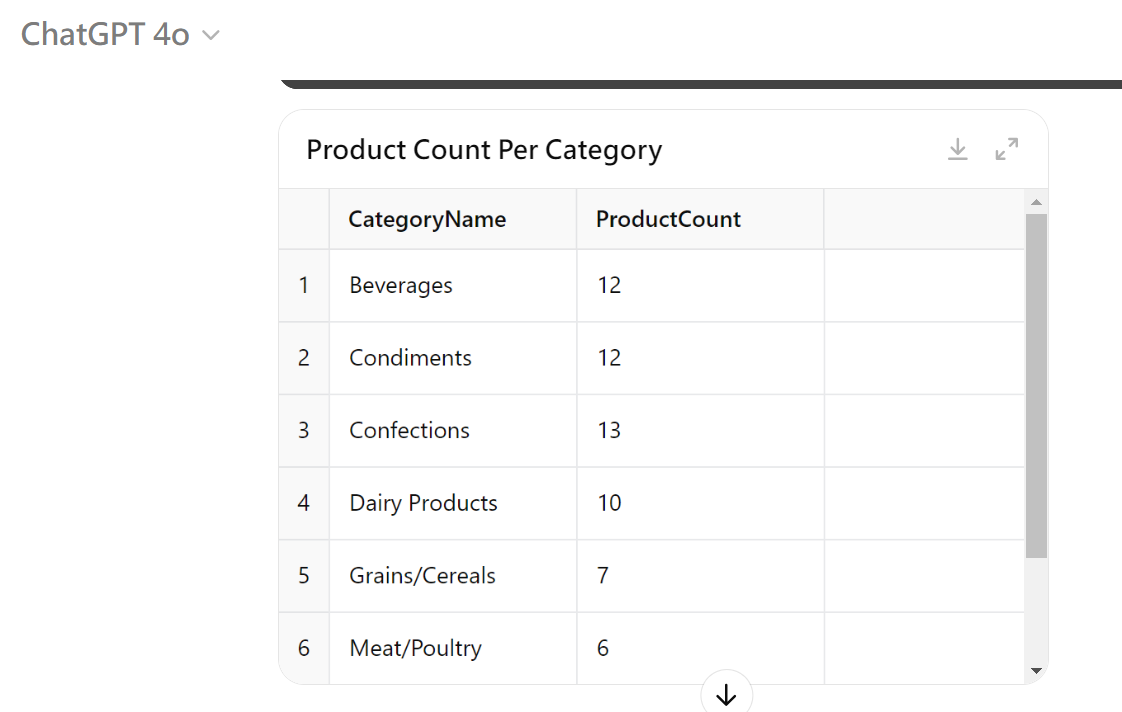 ChatGPT 4o
Product Count Per Category
CategoryName ProductCount
1 Beverages 12
2 Condiments 12
3 Confections 13
4 Dairy Products 10
5 Grains/Cereals 7
6 Meat/Poultry 6